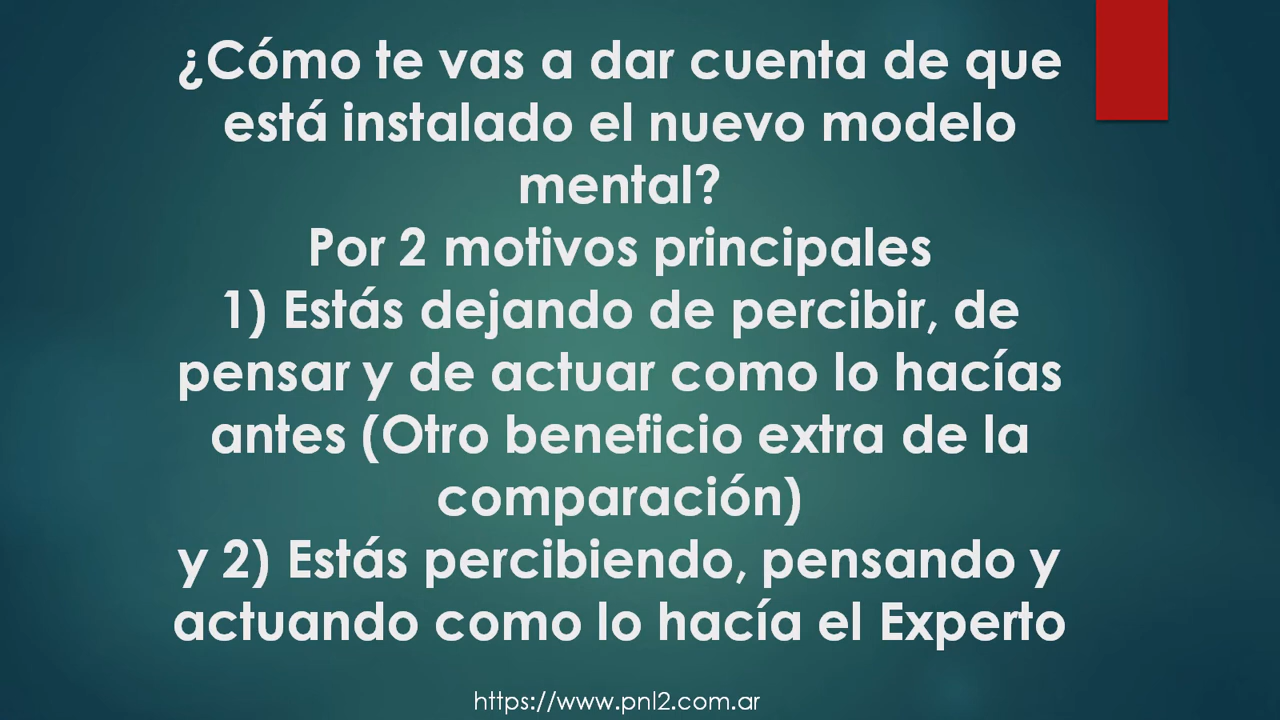 ¿Cómo te vas a dar cuenta de que
está instalado el nuevo modelo
mental?
Por 2 motivos principales
1) Estás dejando de percibir, de
pensar y de actuar como lo hacías
antes (Otro beneficio extra de la
comparación)
y 2) Estás percibiendo, pensando y
actuando como lo hacía el Experto
https://www.pnl2.com.ar